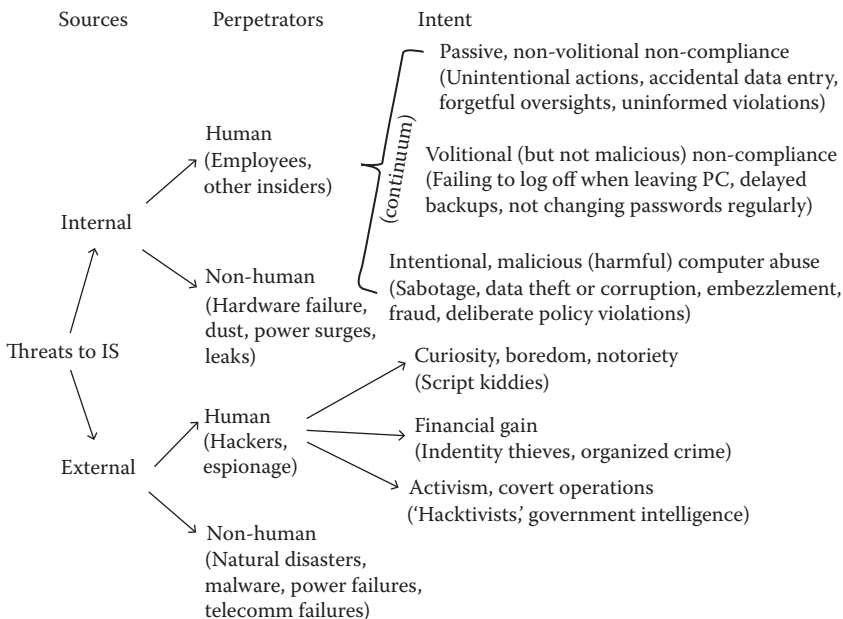 Sources Perpetrators Intent
Passive, non-volitional non-compliance
(Unintentional actions, accidental data entry,
forgetful oversights, uninformed violations)
Human
(Employees,
other insiders)
(continuum)
Volitional (but not malicious) non-compliance
(Failing to log off when leaving PC, delayed
backups, not changing passwords regularly)
Internal
Non-human
(Hardware failure,
dust, power surges,
leaks)
Intentional, malicious (harmful) computer abuse
(Sabotage, data theft or corruption, embezzlement,
fraud, deliberate policy violations)
Threats to IS
Curiosity, boredom, notoriety
(Script kiddies)
Human
(Hackers,
espionage)
Financial gain
(Indentity thieves, organized crime)
External
Activism, covert operations
(‘Hacktivists,’ government intelligence)
Non-human
(Natural disasters,
malware, power failures,
telecomm failures)